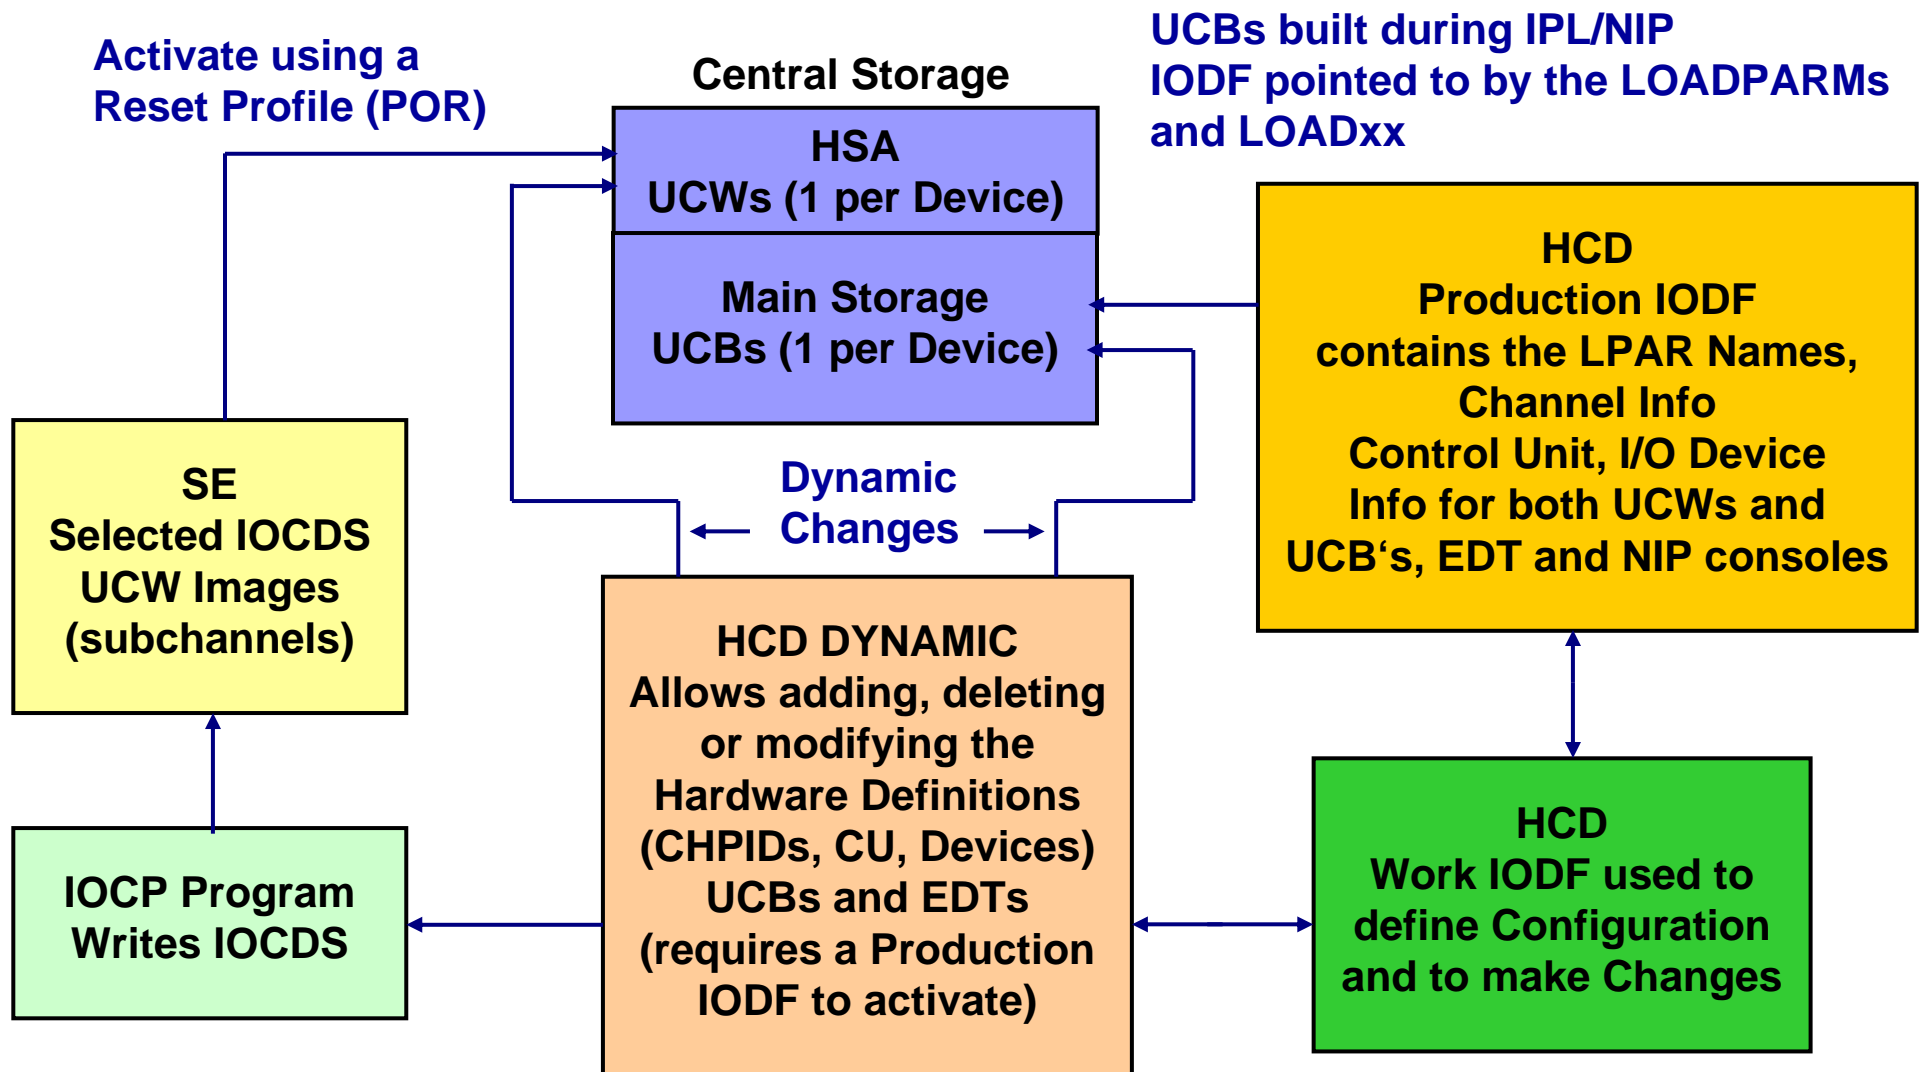 Activate using a
Reset Profile (POR)
Central Storage
UCBs built during IPL/NIP
IODF pointed to by the LOADPARMs
and LOADxx
HSA
UCWs (1 per Device)
Main Storage
UCBs (1 per Device)
HCD
Production IODF
contains the LPAR Names,
Channel Info
Control Unit, I/O Device
Info for both UCWs and
UCB‘s, EDT and NIP consoles
SE
Selected IOCDS
UCW Images
(subchannels)
Dynamic
Changes
HCD DYNAMIC
Allows adding, deleting
or modifying the
Hardware Definitions
(CHPIDs, CU, Devices)
UCBs and EDTs
(requires a Production
IODF to activate)
IOCP Program
Writes IOCDS
HCD
Work IODF used to
define Configuration
and to make Changes